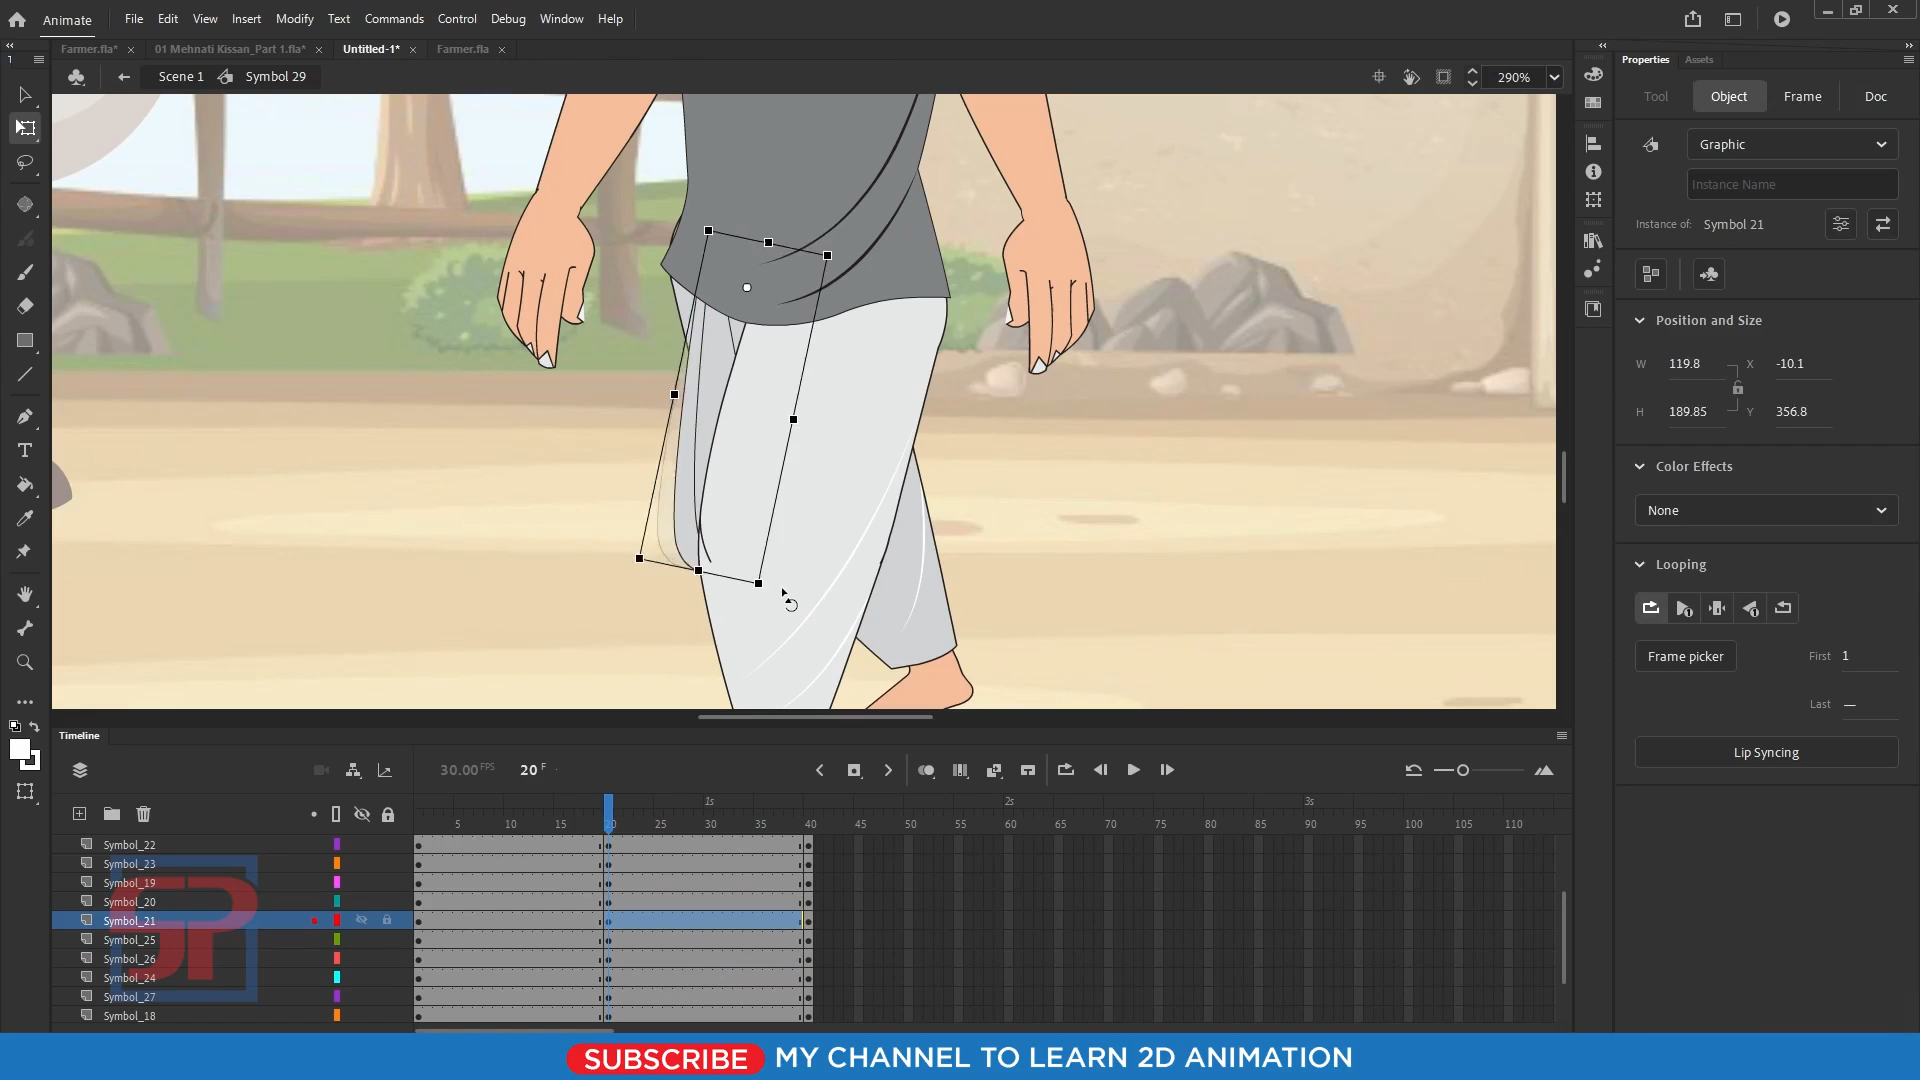 Animate File Edit View Insert Modify Text Commands Control Debug Window Help
Farmer.fla* 01 Mehnati Kissan_Part 1.fla* Untitled-1* Farmer.fla
Scene 1 Symbol 29 290%
Properties Assets
Tool Object Frame Doc
Graphic
Instance Name
Instance of: Symbol 21
Position and Size
W 119.8 X -10.1
H 189.85 Y 356.8
Color Effects
None
Looping
Frame picker First 1
Last —
Lip Syncing
Timeline
30.00 FPS 20 F
1s 2s 3s
5 10 15 20 25 30 35 40 45 50 55 60 65 70 75 80 85 90 95 100 105 110
Symbol_22
Symbol_23
Symbol_19
Symbol_20
Symbol_21
Symbol_25
Symbol_26
Symbol_24
Symbol_27
Symbol_18
SUBSCRIBE MY CHANNEL TO LEARN 2D ANIMATION